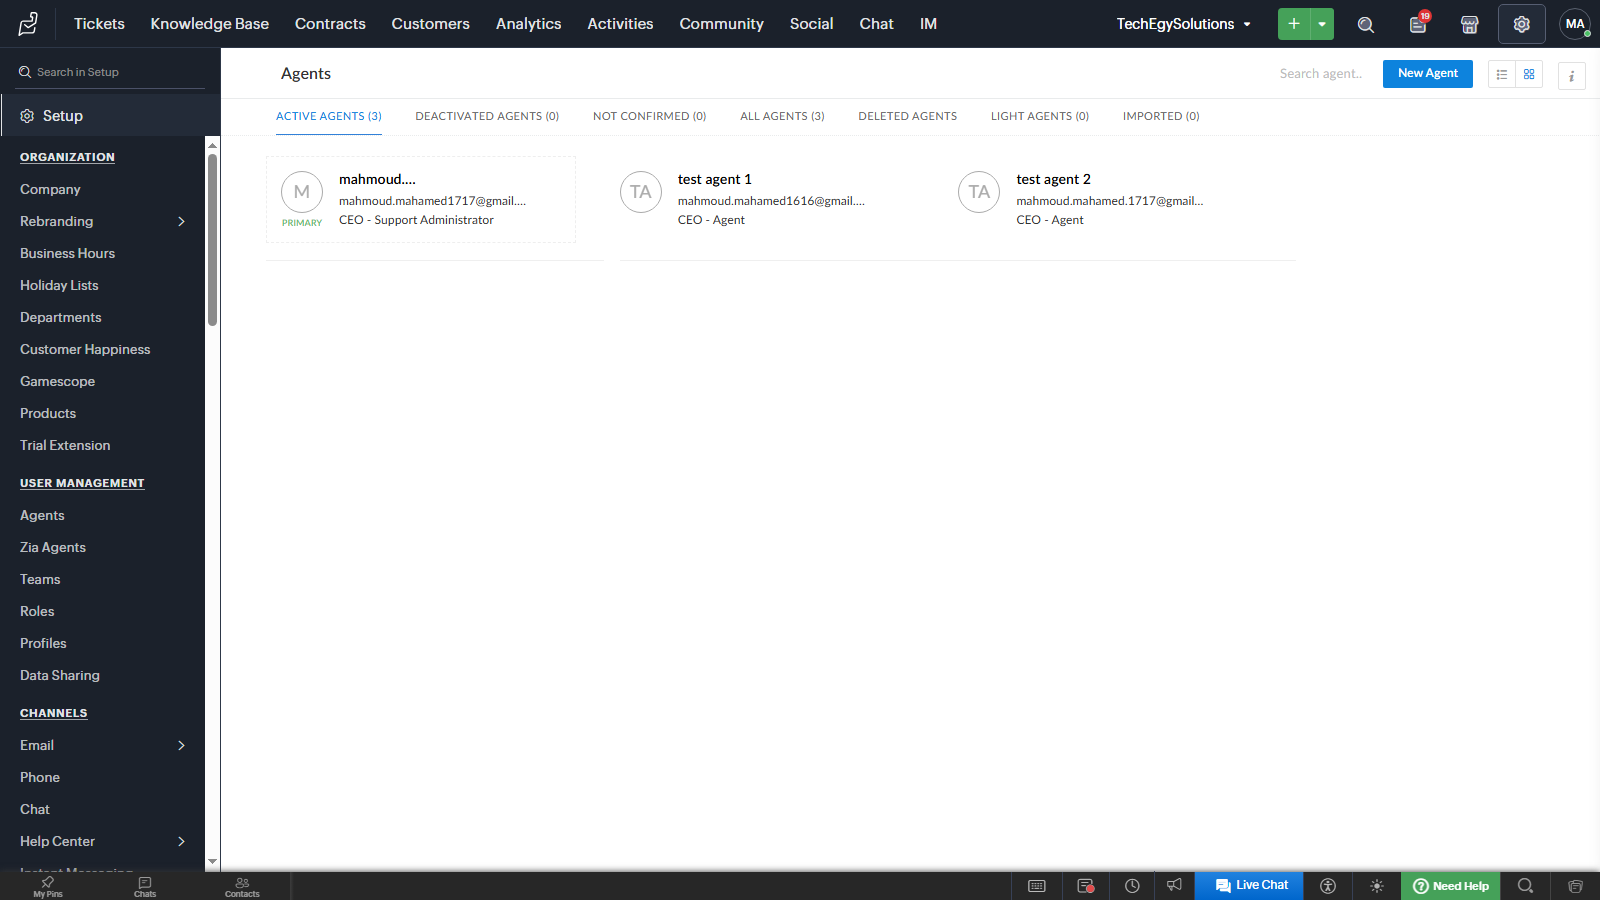 Tickets
Knowledge Base
Contracts
Customers
Analytics
Activities
Community
Social
Chat
IM
TechEgySolutions
19
MA
Search in Setup
Setup
ORGANIZATION
Company
Rebranding
Business Hours
Holiday Lists
Departments
Customer Happiness
Gamescope
Products
Trial Extension
USER MANAGEMENT
Agents
Zia Agents
Teams
Roles
Profiles
Data Sharing
CHANNELS
Email
Phone
Chat
Help Center
Instant Messaging
Agents
Search agent..
New Agent
i
ACTIVE AGENTS (3)
DEACTIVATED AGENTS (0)
NOT CONFIRMED (0)
ALL AGENTS (3)
DELETED AGENTS
LIGHT AGENTS (0)
IMPORTED (0)
M
PRIMARY
mahmoud....
mahmoud.mahamed1717@gmail....
CEO - Support Administrator
TA
test agent 1
mahmoud.mahamed1616@gmail....
CEO - Agent
TA
test agent 2
mahmoud.mahamed.1717@gmail...
CEO - Agent
My Pins
Chats
Contacts
Live Chat
Need Help